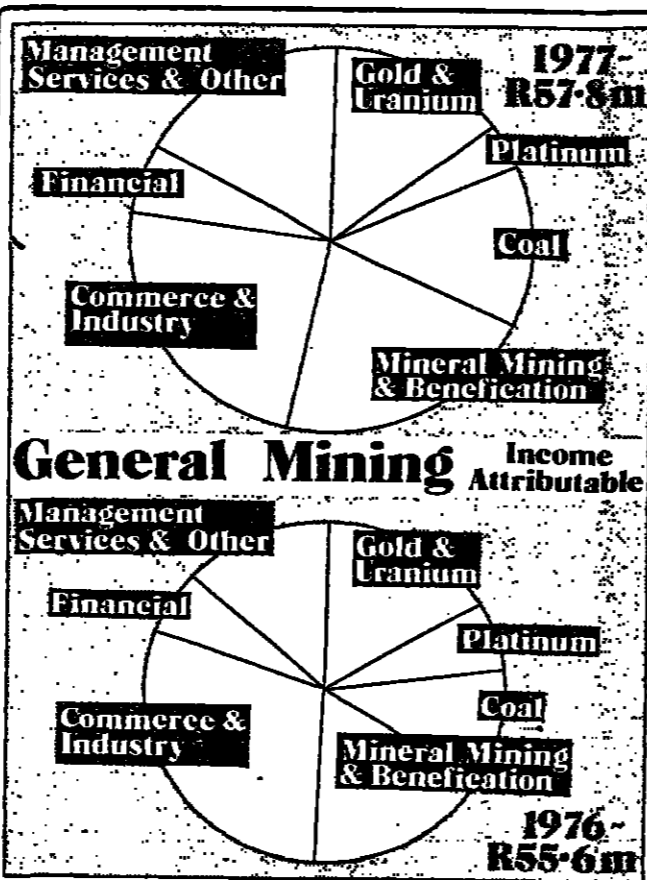 Management
Services & Other
Gold &
Uranium
1977-
R57·8m
Platinum
Financial
Coal
Commerce &
Industry
Mineral Mining
& Benefication
General Mining
Income
Attributable
Management
Services & Other
Gold &
Uranium
Financial
Platinum
Coal
Commerce &
Industry
Mineral Mining
& Benefication
1976-
R55·6m